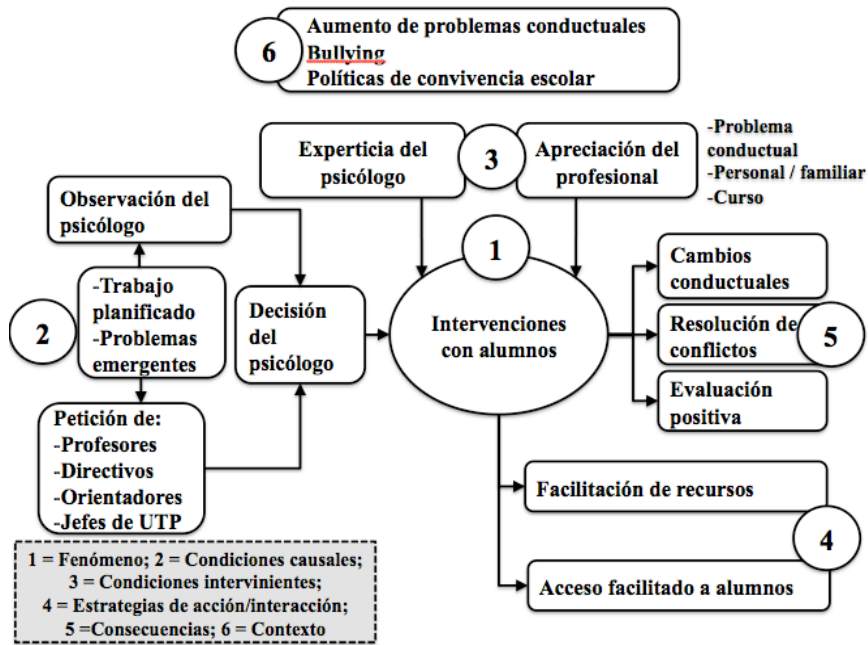 6
Aumento de problemas conductuales
Bullying
Políticas de convivencia escolar
Experticia del
psicólogo
3
Apreciación del
profesional
-Problema
conductual
-Personal / familiar
-Curso
Observación del
psicólogo
2
-Trabajo
planificado
-Problemas
emergentes
Decisión
del
psicólogo
Petición de:
-Profesores
-Directivos
-Orientadores
-Jefes de UTP
1
Intervenciones
con alumnos
Cambios
conductuales
Resolución de
conflictos
5
Evaluación
positiva
Facilitación de recursos
4
Acceso facilitado a alumnos
1 = Fenómeno; 2 = Condiciones causales;
3 = Condiciones intervinientes;
4 = Estrategias de acción/interacción;
5 =Consecuencias; 6 = Contexto